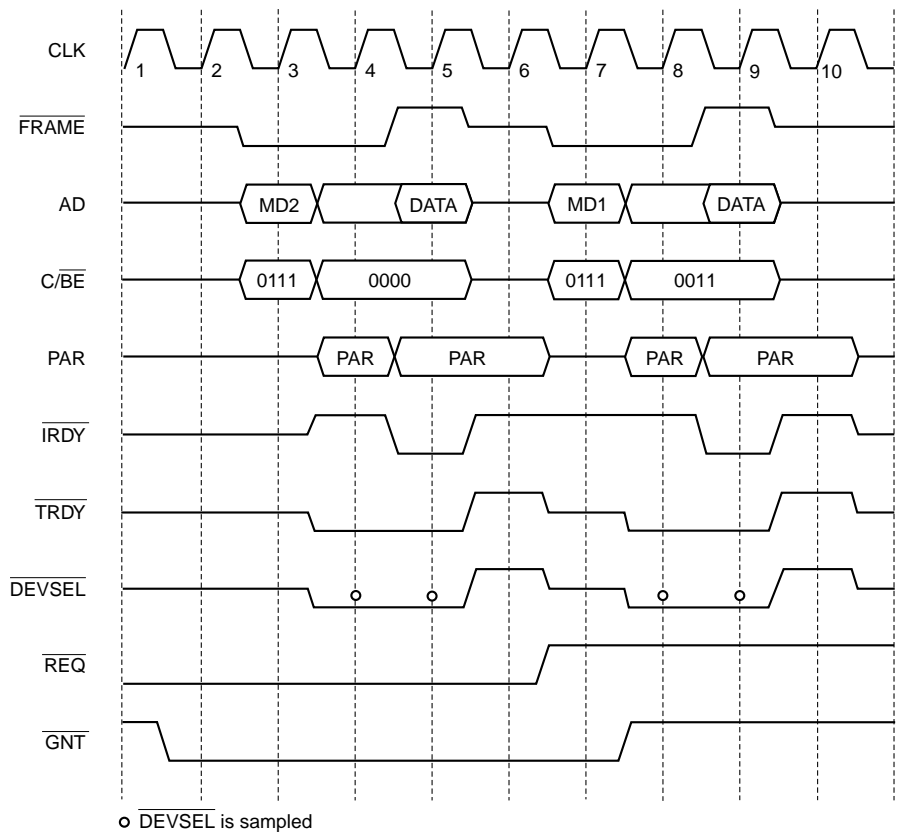 CLK
1 2 3 4 5 6 7 8 9 10
FRAME
AD
MD2 DATA MD1 DATA
C/BE
0111 0000 0111 0011
PAR
PAR PAR PAR PAR
IRDY
TRDY
DEVSEL
REQ
GNT
DEVSEL is sampled